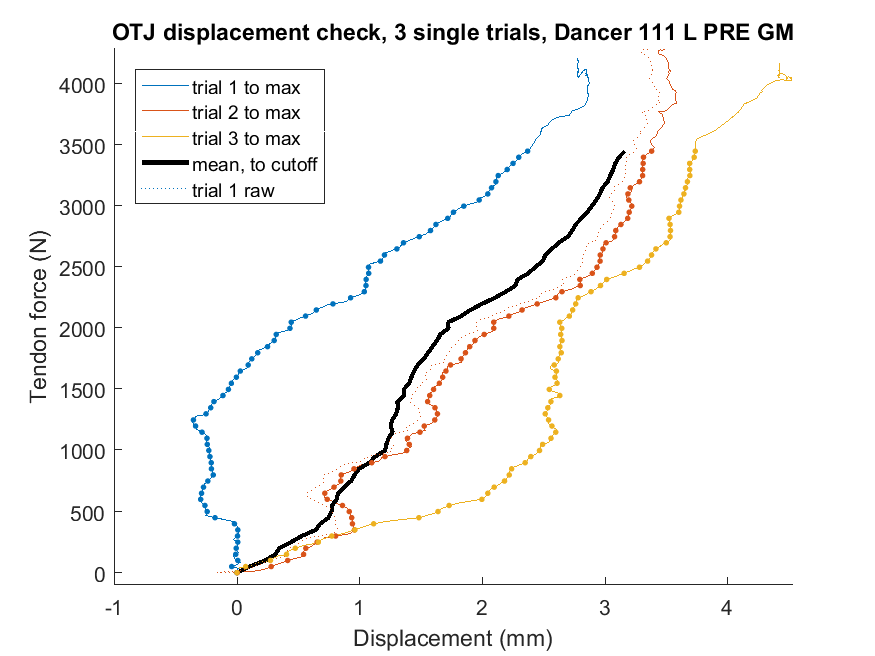 OTJ displacement check, 3 single trials, Dancer 111 L PRE GM
trial 1 to max
trial 2 to max
trial 3 to max
mean, to cutoff
trial 1 raw
4000
3500
3000
2500
2000
1500
1000
500
0
Tendon force (N)
-1 0 1 2 3 4
Displacement (mm)